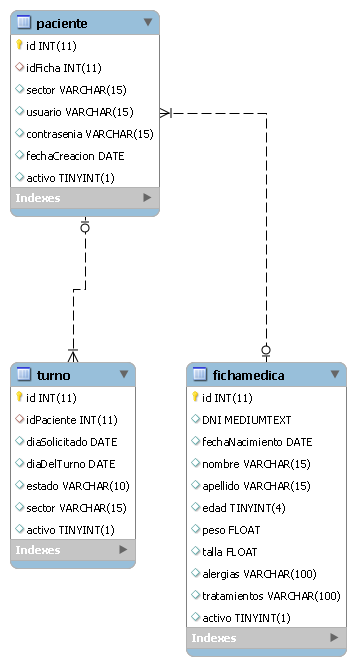 paciente
id INT(11)
idFicha INT(11)
sector VARCHAR(15)
usuario VARCHAR(15)
contrasenia VARCHAR(15)
fechaCreacion DATE
activo TINYINT(1)
Indexes
turno
id INT(11)
idPaciente INT(11)
diaSolicitado DATE
diaDelTurno DATE
estado VARCHAR(10)
sector VARCHAR(15)
activo TINYINT(1)
Indexes
fichamedica
id INT(11)
DNI MEDIUMTEXT
fechaNacimiento DATE
nombre VARCHAR(15)
apellido VARCHAR(15)
edad TINYINT(4)
peso FLOAT
talla FLOAT
alergias VARCHAR(100)
tratamientos VARCHAR(100)
activo TINYINT(1)
Indexes